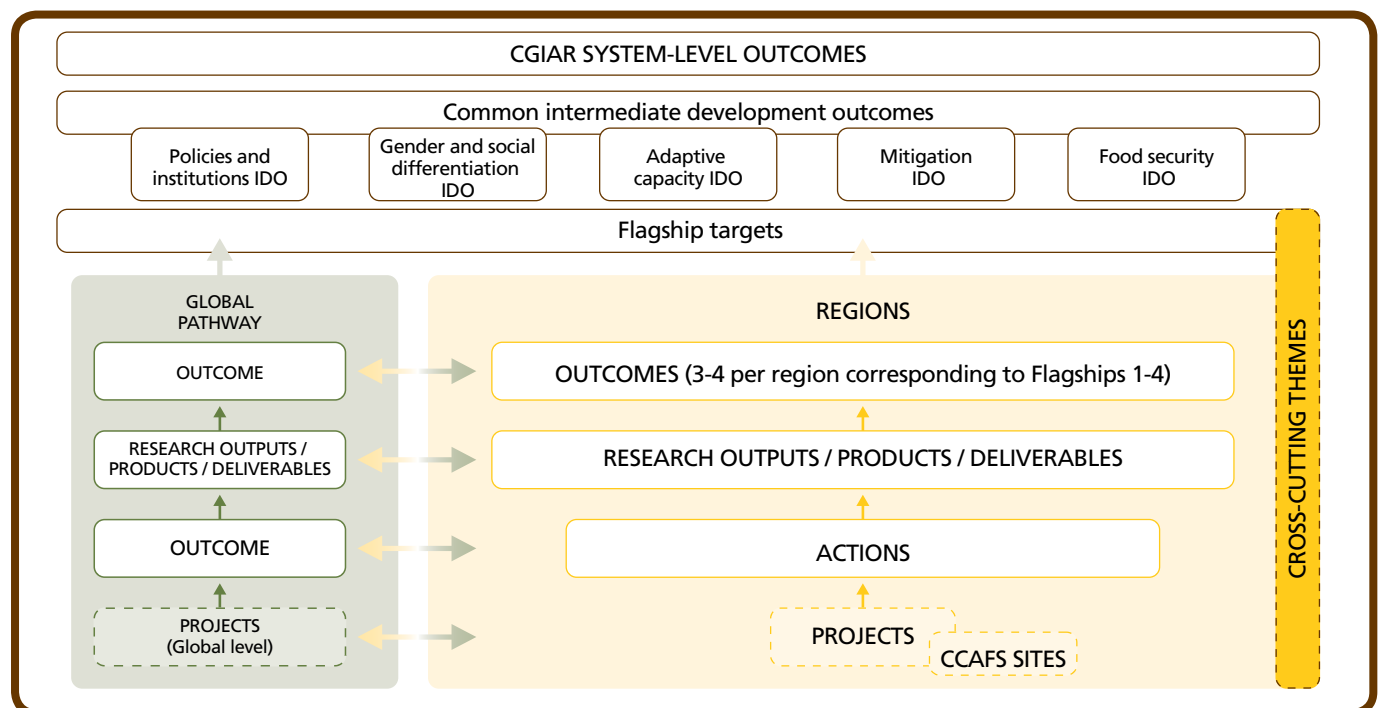 CGIAR SYSTEM-LEVEL OUTCOMES
Common intermediate development outcomes
Policies and
institutions IDO
Gender and social
differentiation
IDO
Adaptive
capacity IDO
Mitigation
IDO
Food security
IDO
Flagship targets
GLOBAL
PATHWAY
OUTCOME
RESEARCH OUTPUTS /
PRODUCTS / DELIVERABLES
OUTCOME
PROJECTS
(Global level)
REGIONS
OUTCOMES (3-4 per region corresponding to Flagships 1-4)
RESEARCH OUTPUTS / PRODUCTS / DELIVERABLES
ACTIONS
PROJECTS
CCAFS SITES
CROSS-CUTTING THEMES